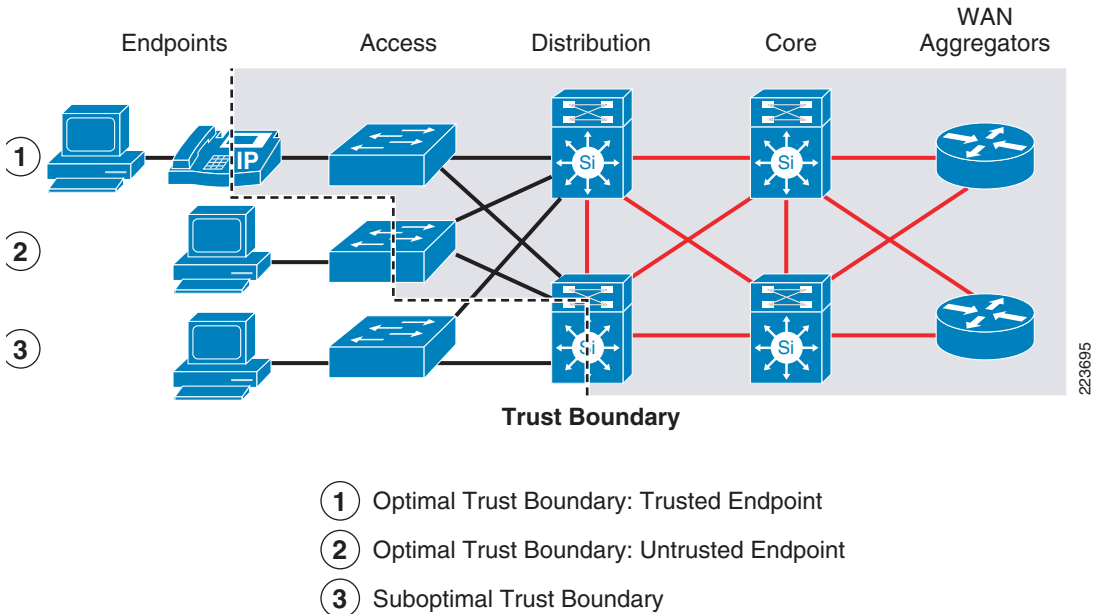 Endpoints
Access
Distribution
Core
WAN
Aggregators
1
IP
Si
Si
2
3
Si
Si
Trust Boundary
223695
1 Optimal Trust Boundary: Trusted Endpoint
2 Optimal Trust Boundary: Untrusted Endpoint
3 Suboptimal Trust Boundary